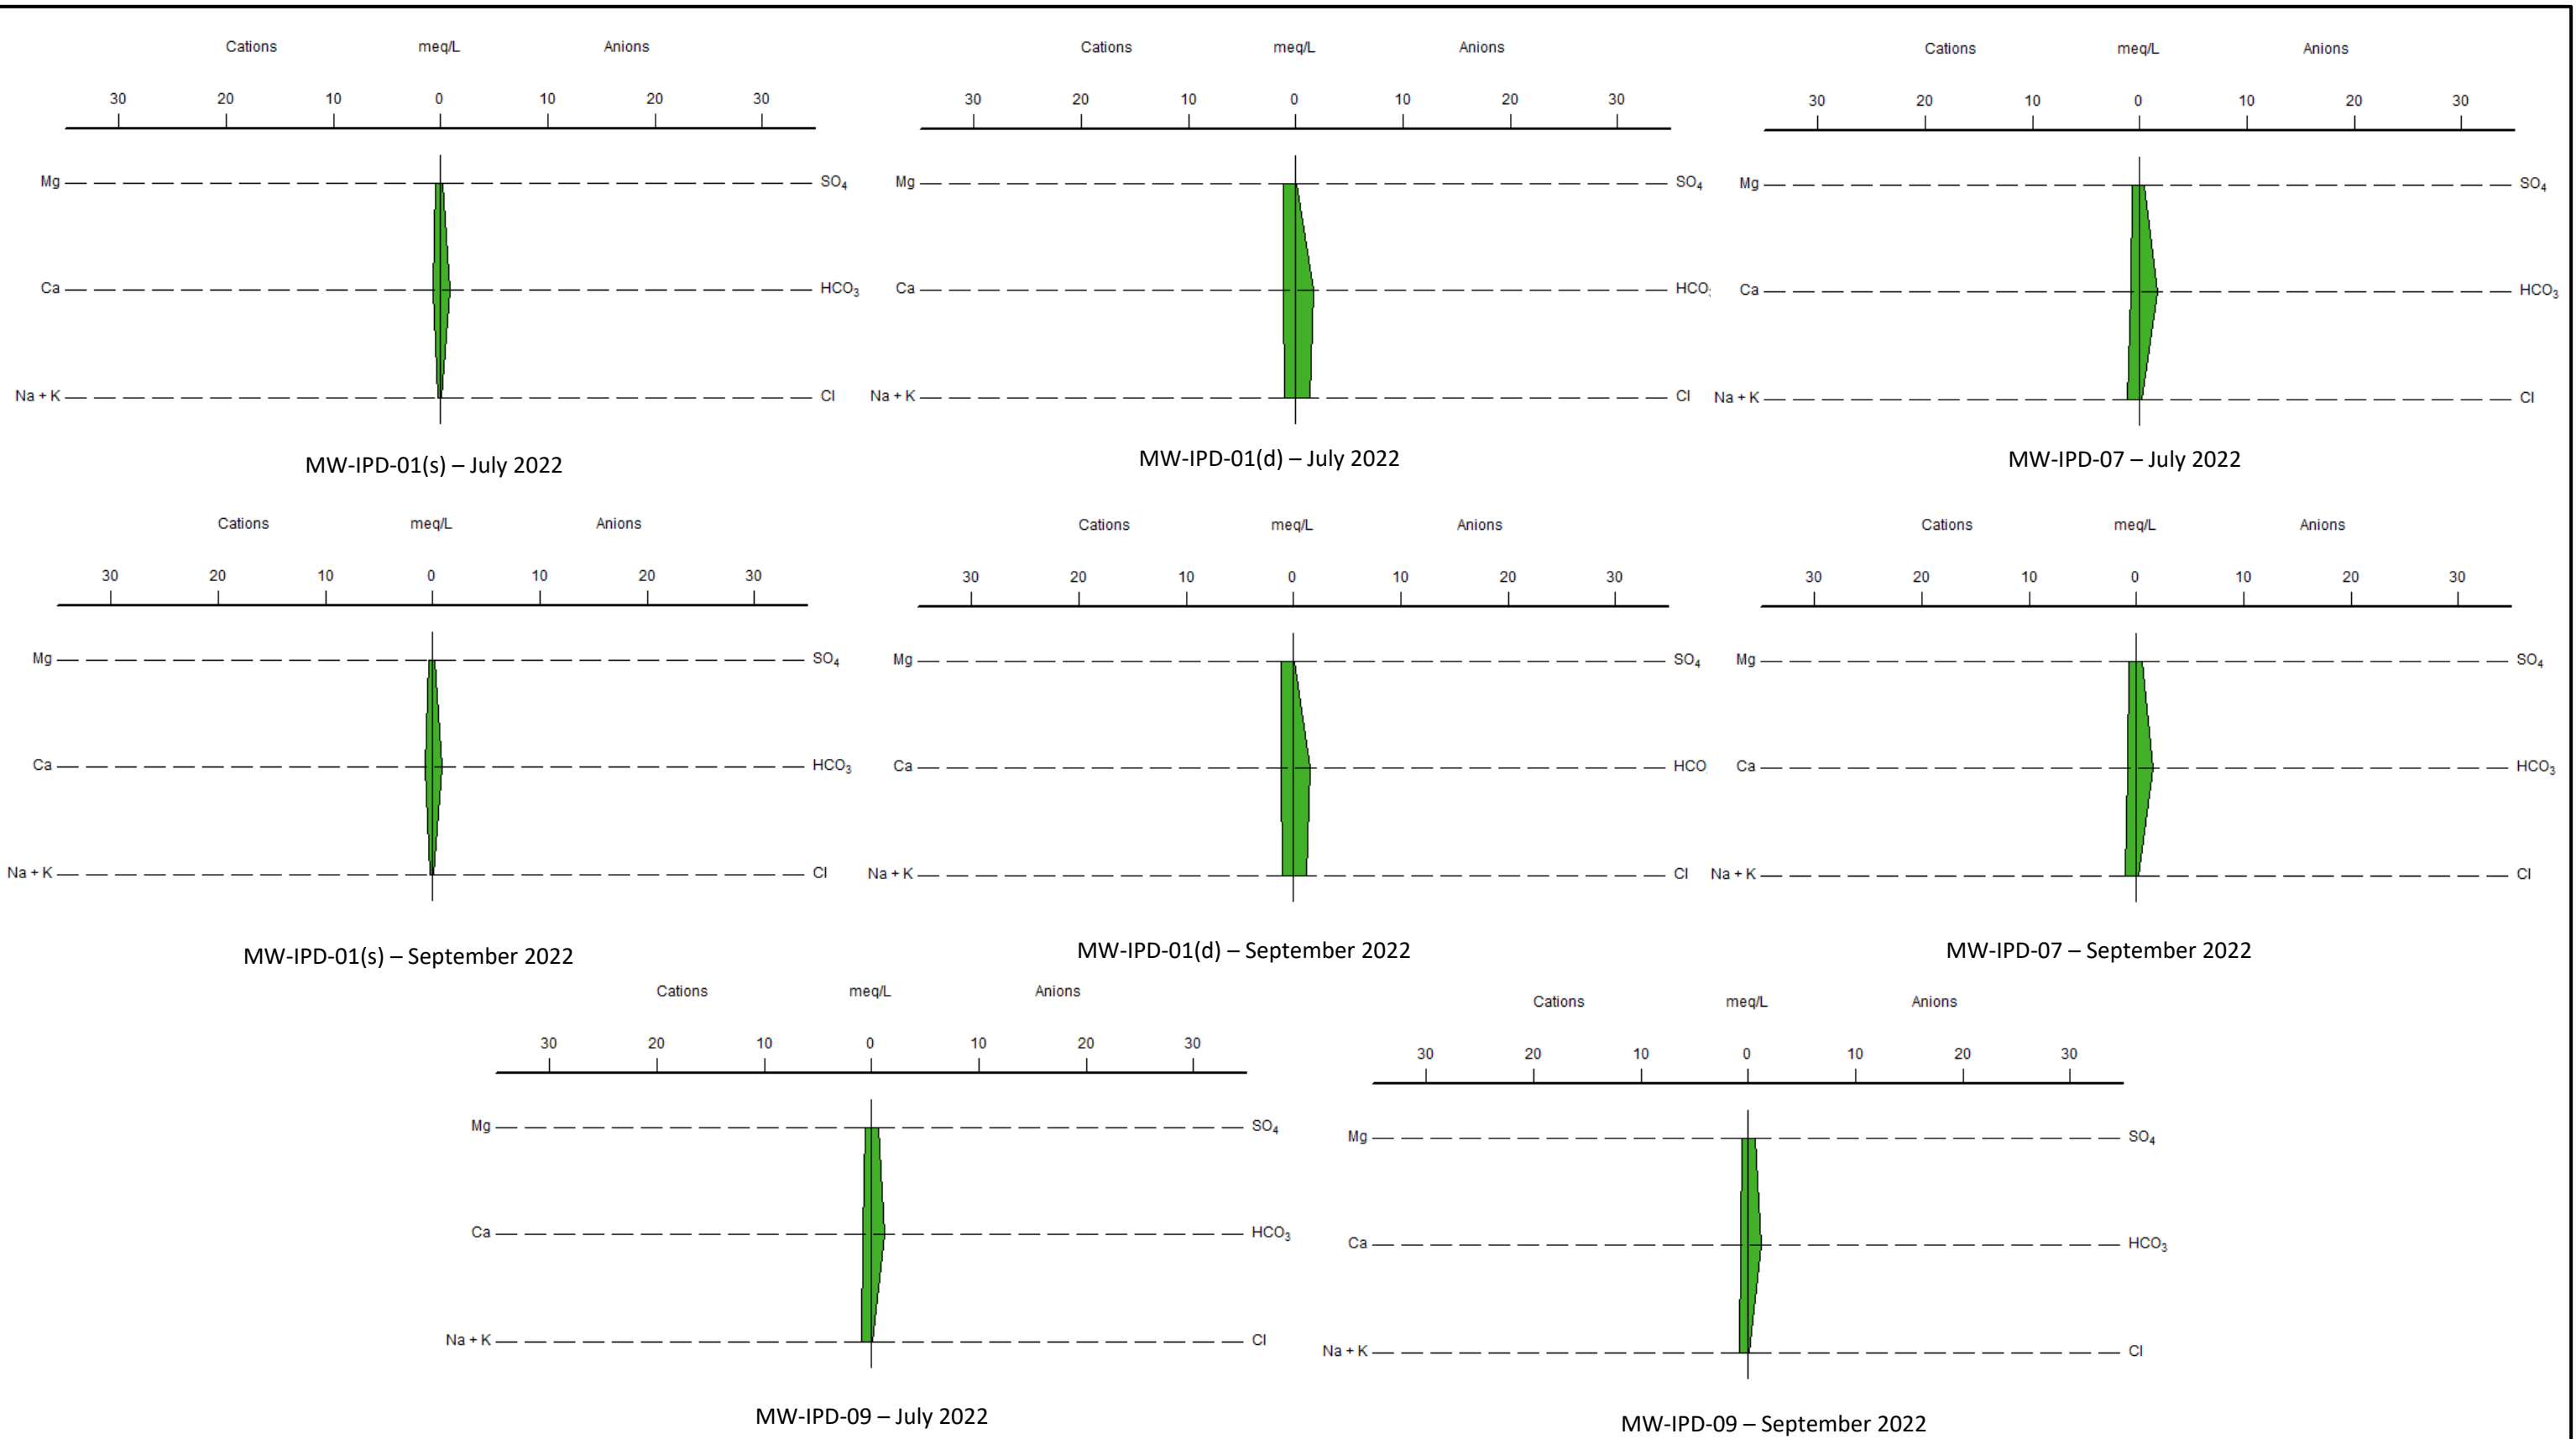 Cations meq/L Anions
30 20 10 0 10 20 30
Mg SO₄
Ca HCO₃
Na + K Cl
MW-IPD-01(s) – July 2022
Cations meq/L Anions
30 20 10 0 10 20 30
Mg SO₄
Ca HCO
Na + K Cl
MW-IPD-01(d) – July 2022
Cations meq/L Anions
30 20 10 0 10 20 30
Mg SO₄
Ca HCO₃
Na + K Cl
MW-IPD-07 – July 2022
Cations meq/L Anions
30 20 10 0 10 20 30
Mg SO₄
Ca HCO₃
Na + K Cl
MW-IPD-01(s) – September 2022
Cations meq/L Anions
30 20 10 0 10 20 30
Mg SO₄
Ca HCO
Na + K Cl
MW-IPD-01(d) – September 2022
Cations meq/L Anions
30 20 10 0 10 20 30
Mg SO₄
Ca HCO₃
Na + K Cl
MW-IPD-07 – September 2022
Cations meq/L Anions
30 20 10 0 10 20 30
Mg SO₄
Ca HCO₃
Na + K Cl
MW-IPD-09 – July 2022
Cations meq/L Anions
30 20 10 0 10 20 30
Mg SO₄
Ca HCO₃
Na + K Cl
MW-IPD-09 – September 2022